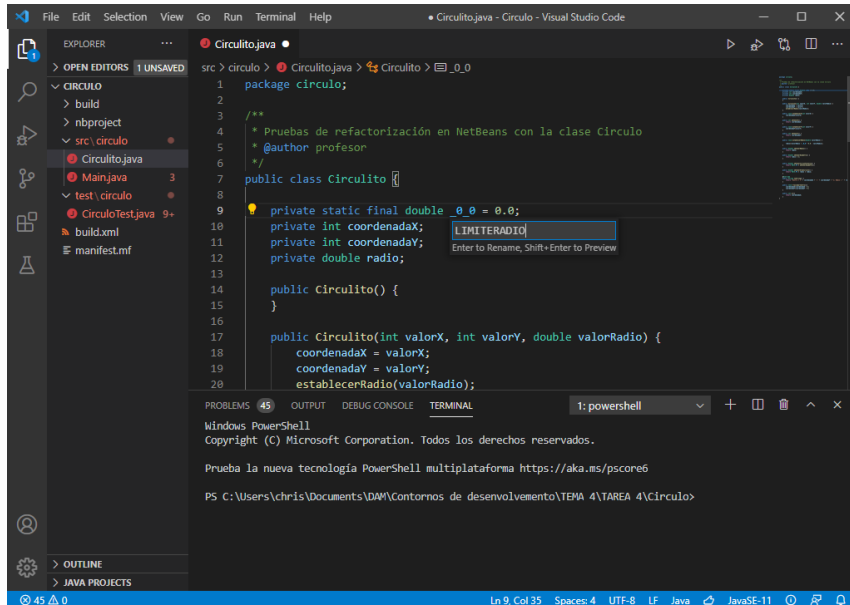 File Edit Selection View Go Run Terminal Help ● Circulito.java - Circulo - Visual Studio Code
EXPLORER ···
> OPEN EDITORS 1 UNSAVED
CIRCULO
> build
> nbproject
src\circulo
Circulito.java
Main.java 3
test\circulo
CirculoTest.java 9+
build.xml
manifest.mf
> OUTLINE
> JAVA PROJECTS
1
Circulito.java ●
src > circulo > Circulito.java > Circulito > _0_0
1 package circulo;
2
3 /**
4 * Pruebas de refactorización en NetBeans con la clase Circulo
5 * @author profesor
6 */
7 public class Circulito {
8
9 private static final double _0_0 = 0.0;
10 private int coordenadaX;
11 private int coordenadaY;
12 private double radio;
13
14 public Circulito() {
15 }
16
17 public Circulito(int valorX, int valorY, double valorRadio) {
18 coordenadaX = valorX;
19 coordenadaY = valorY;
20 establecerRadio(valorRadio);
LIMITERADIO
Enter to Rename, Shift+Enter to Preview
PROBLEMS 45 OUTPUT DEBUG CONSOLE TERMINAL 1: powershell
Windows PowerShell
Copyright (C) Microsoft Corporation. Todos los derechos reservados.
Prueba la nueva tecnología PowerShell multiplataforma https://aka.ms/pscore6
PS C:\Users\chris\Documents\DAM\Contornos de desenvolvemento\TEMA 4\TAREA 4\Circulo>
45 0 Ln 9, Col 35 Spaces: 4 UTF-8 LF Java JavaSE-11